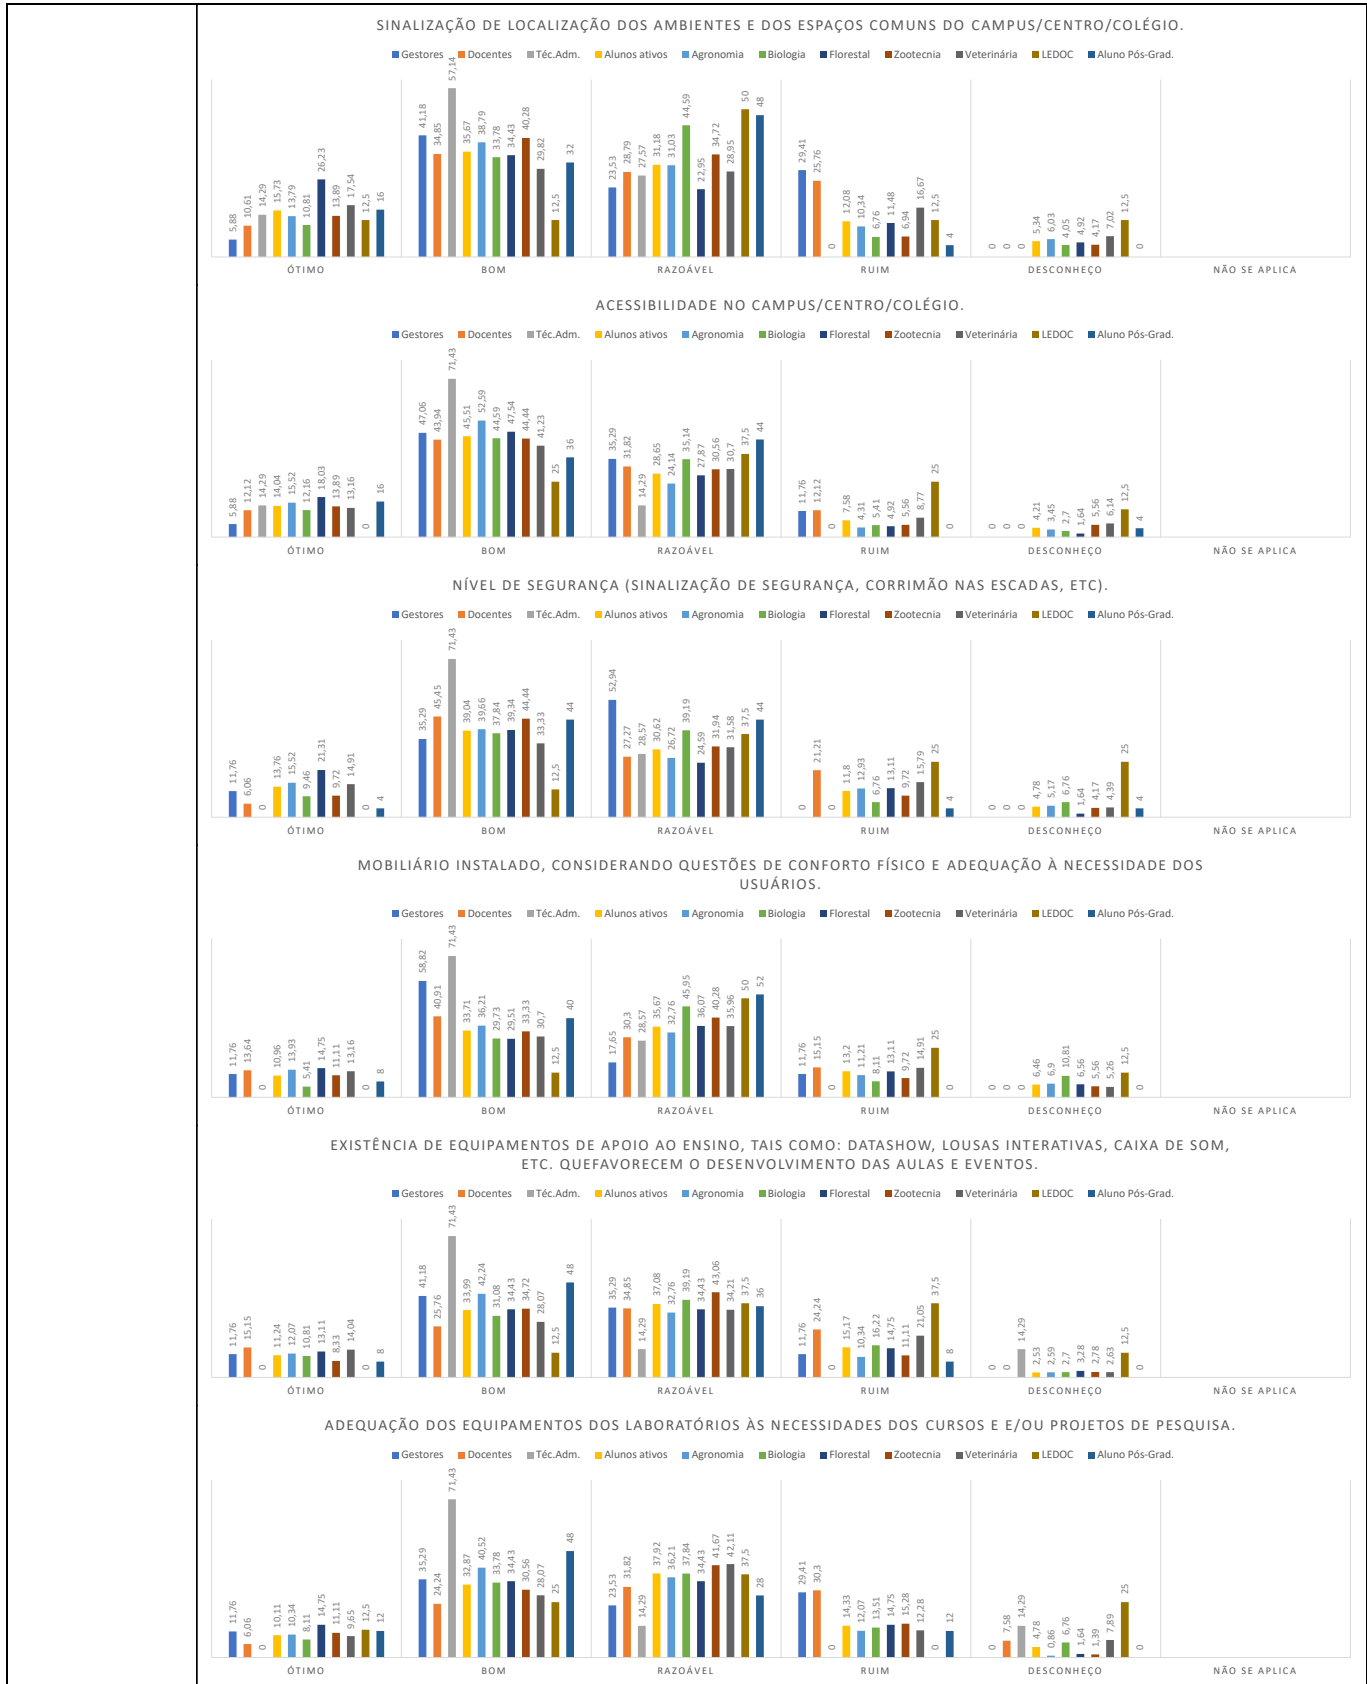 SINALIZAÇÃO DE LOCALIZAÇÃO DOS AMBIENTES E DOS ESPAÇOS COMUNS DO CAMPUS/CENTRO/COLÉGIO.
Gestores Docentes Téc.Adm. Alunos ativos Agronomia Biologia Florestal Zootecnia Veterinária LEDOC Aluno Pós-Grad.
5,88 10,61 14,29 15,73 13,79 10,81 26,23 13,89 17,54 12,5 16
41,18 34,85 57,14 35,67 38,79 33,78 34,43 40,28 29,82 12,5 32
23,53 28,79 27,57 31,18 31,03 44,59 22,95 34,72 28,95 50 48
29,41 25,76 0 12,08 10,34 6,76 11,48 6,94 16,67 12,5 4
0 0 0 5,34 6,03 4,05 4,92 4,17 7,02 12,5 0
ÓTIMO BOM RAZOÁVEL RUIM DESCONHEÇO NÃO SE APLICA
ACESSIBILIDADE NO CAMPUS/CENTRO/COLÉGIO.
Gestores Docentes Téc.Adm. Alunos ativos Agronomia Biologia Florestal Zootecnia Veterinária LEDOC Aluno Pós-Grad.
5,88 12,12 14,29 14,04 15,52 12,16 18,03 13,89 13,16 0 16
47,06 43,94 71,43 45,51 52,59 44,59 47,54 44,44 41,23 25 36
35,29 31,82 14,29 28,65 24,14 35,14 27,87 30,56 30,7 37,5 44
11,76 12,12 0 7,58 4,31 5,41 4,92 5,56 8,77 25 0
0 0 0 4,21 3,45 2,7 1,64 5,56 6,14 12,5 4
ÓTIMO BOM RAZOÁVEL RUIM DESCONHEÇO NÃO SE APLICA
NÍVEL DE SEGURANÇA (SINALIZAÇÃO DE SEGURANÇA, CORRIMÃO NAS ESCADAS, ETC).
Gestores Docentes Téc.Adm. Alunos ativos Agronomia Biologia Florestal Zootecnia Veterinária LEDOC Aluno Pós-Grad.
11,76 6,06 0 13,76 15,52 9,46 21,31 9,72 14,91 0 4
35,29 45,45 71,43 39,04 39,66 37,84 39,34 44,44 33,33 12,5 44
52,94 27,27 28,57 30,62 26,72 39,19 24,59 31,94 31,58 37,5 44
0 21,21 0 11,8 12,93 6,76 13,11 9,72 15,79 25 4
0 0 0 4,78 5,17 6,76 1,64 4,17 4,39 25 4
ÓTIMO BOM RAZOÁVEL RUIM DESCONHEÇO NÃO SE APLICA
MOBILIÁRIO INSTALADO, CONSIDERANDO QUESTÕES DE CONFORTO FÍSICO E ADEQUAÇÃO À NECESSIDADE DOS
USUÁRIOS.
Gestores Docentes Téc.Adm. Alunos ativos Agronomia Biologia Florestal Zootecnia Veterinária LEDOC Aluno Pós-Grad.
11,76 13,64 0 10,96 13,93 5,41 14,75 11,11 13,16 0 8
58,82 40,91 71,43 33,71 36,21 29,73 29,51 33,33 30,7 12,5 40
17,65 30,3 28,57 35,67 32,76 45,95 36,07 40,28 35,96 50 52
11,76 15,15 0 13,2 11,21 8,11 13,11 9,72 14,91 25 0
0 0 0 6,46 6,9 10,81 6,56 5,56 5,26 12,5 0
ÓTIMO BOM RAZOÁVEL RUIM DESCONHEÇO NÃO SE APLICA
EXISTÊNCIA DE EQUIPAMENTOS DE APOIO AO ENSINO, TAIS COMO: DATASHOW, LOUSAS INTERATIVAS, CAIXA DE SOM,
ETC. QUEFAVORECEM O DESENVOLVIMENTO DAS AULAS E EVENTOS.
Gestores Docentes Téc.Adm. Alunos ativos Agronomia Biologia Florestal Zootecnia Veterinária LEDOC Aluno Pós-Grad.
11,76 15,15 0 11,24 12,07 10,81 13,11 8,33 14,04 0 8
41,18 25,76 71,43 33,99 42,24 31,08 34,43 34,72 28,07 12,5 48
35,29 34,85 14,29 37,08 32,76 39,19 34,43 43,06 34,21 37,5 36
11,76 24,24 0 15,17 10,34 16,22 14,75 11,11 21,05 37,5 8
0 0 14,29 2,53 2,59 2,7 3,28 2,78 2,63 12,5 0
ÓTIMO BOM RAZOÁVEL RUIM DESCONHEÇO NÃO SE APLICA
ADEQUAÇÃO DOS EQUIPAMENTOS DOS LABORATÓRIOS ÀS NECESSIDADES DOS CURSOS E E/OU PROJETOS DE PESQUISA.
Gestores Docentes Téc.Adm. Alunos ativos Agronomia Biologia Florestal Zootecnia Veterinária LEDOC Aluno Pós-Grad.
11,76 6,06 0 10,11 10,34 8,11 14,75 11,11 9,65 12,5 12
35,29 24,24 71,43 32,87 40,52 33,78 34,43 30,56 28,07 25 48
23,53 31,82 14,29 37,92 36,21 37,84 34,43 41,67 42,11 37,5 28
29,41 30,3 0 14,33 12,07 13,51 14,75 15,28 12,28 0 12
0 7,58 14,29 4,78 0,86 6,76 1,64 1,39 7,89 25 0
ÓTIMO BOM RAZOÁVEL RUIM DESCONHEÇO NÃO SE APLICA